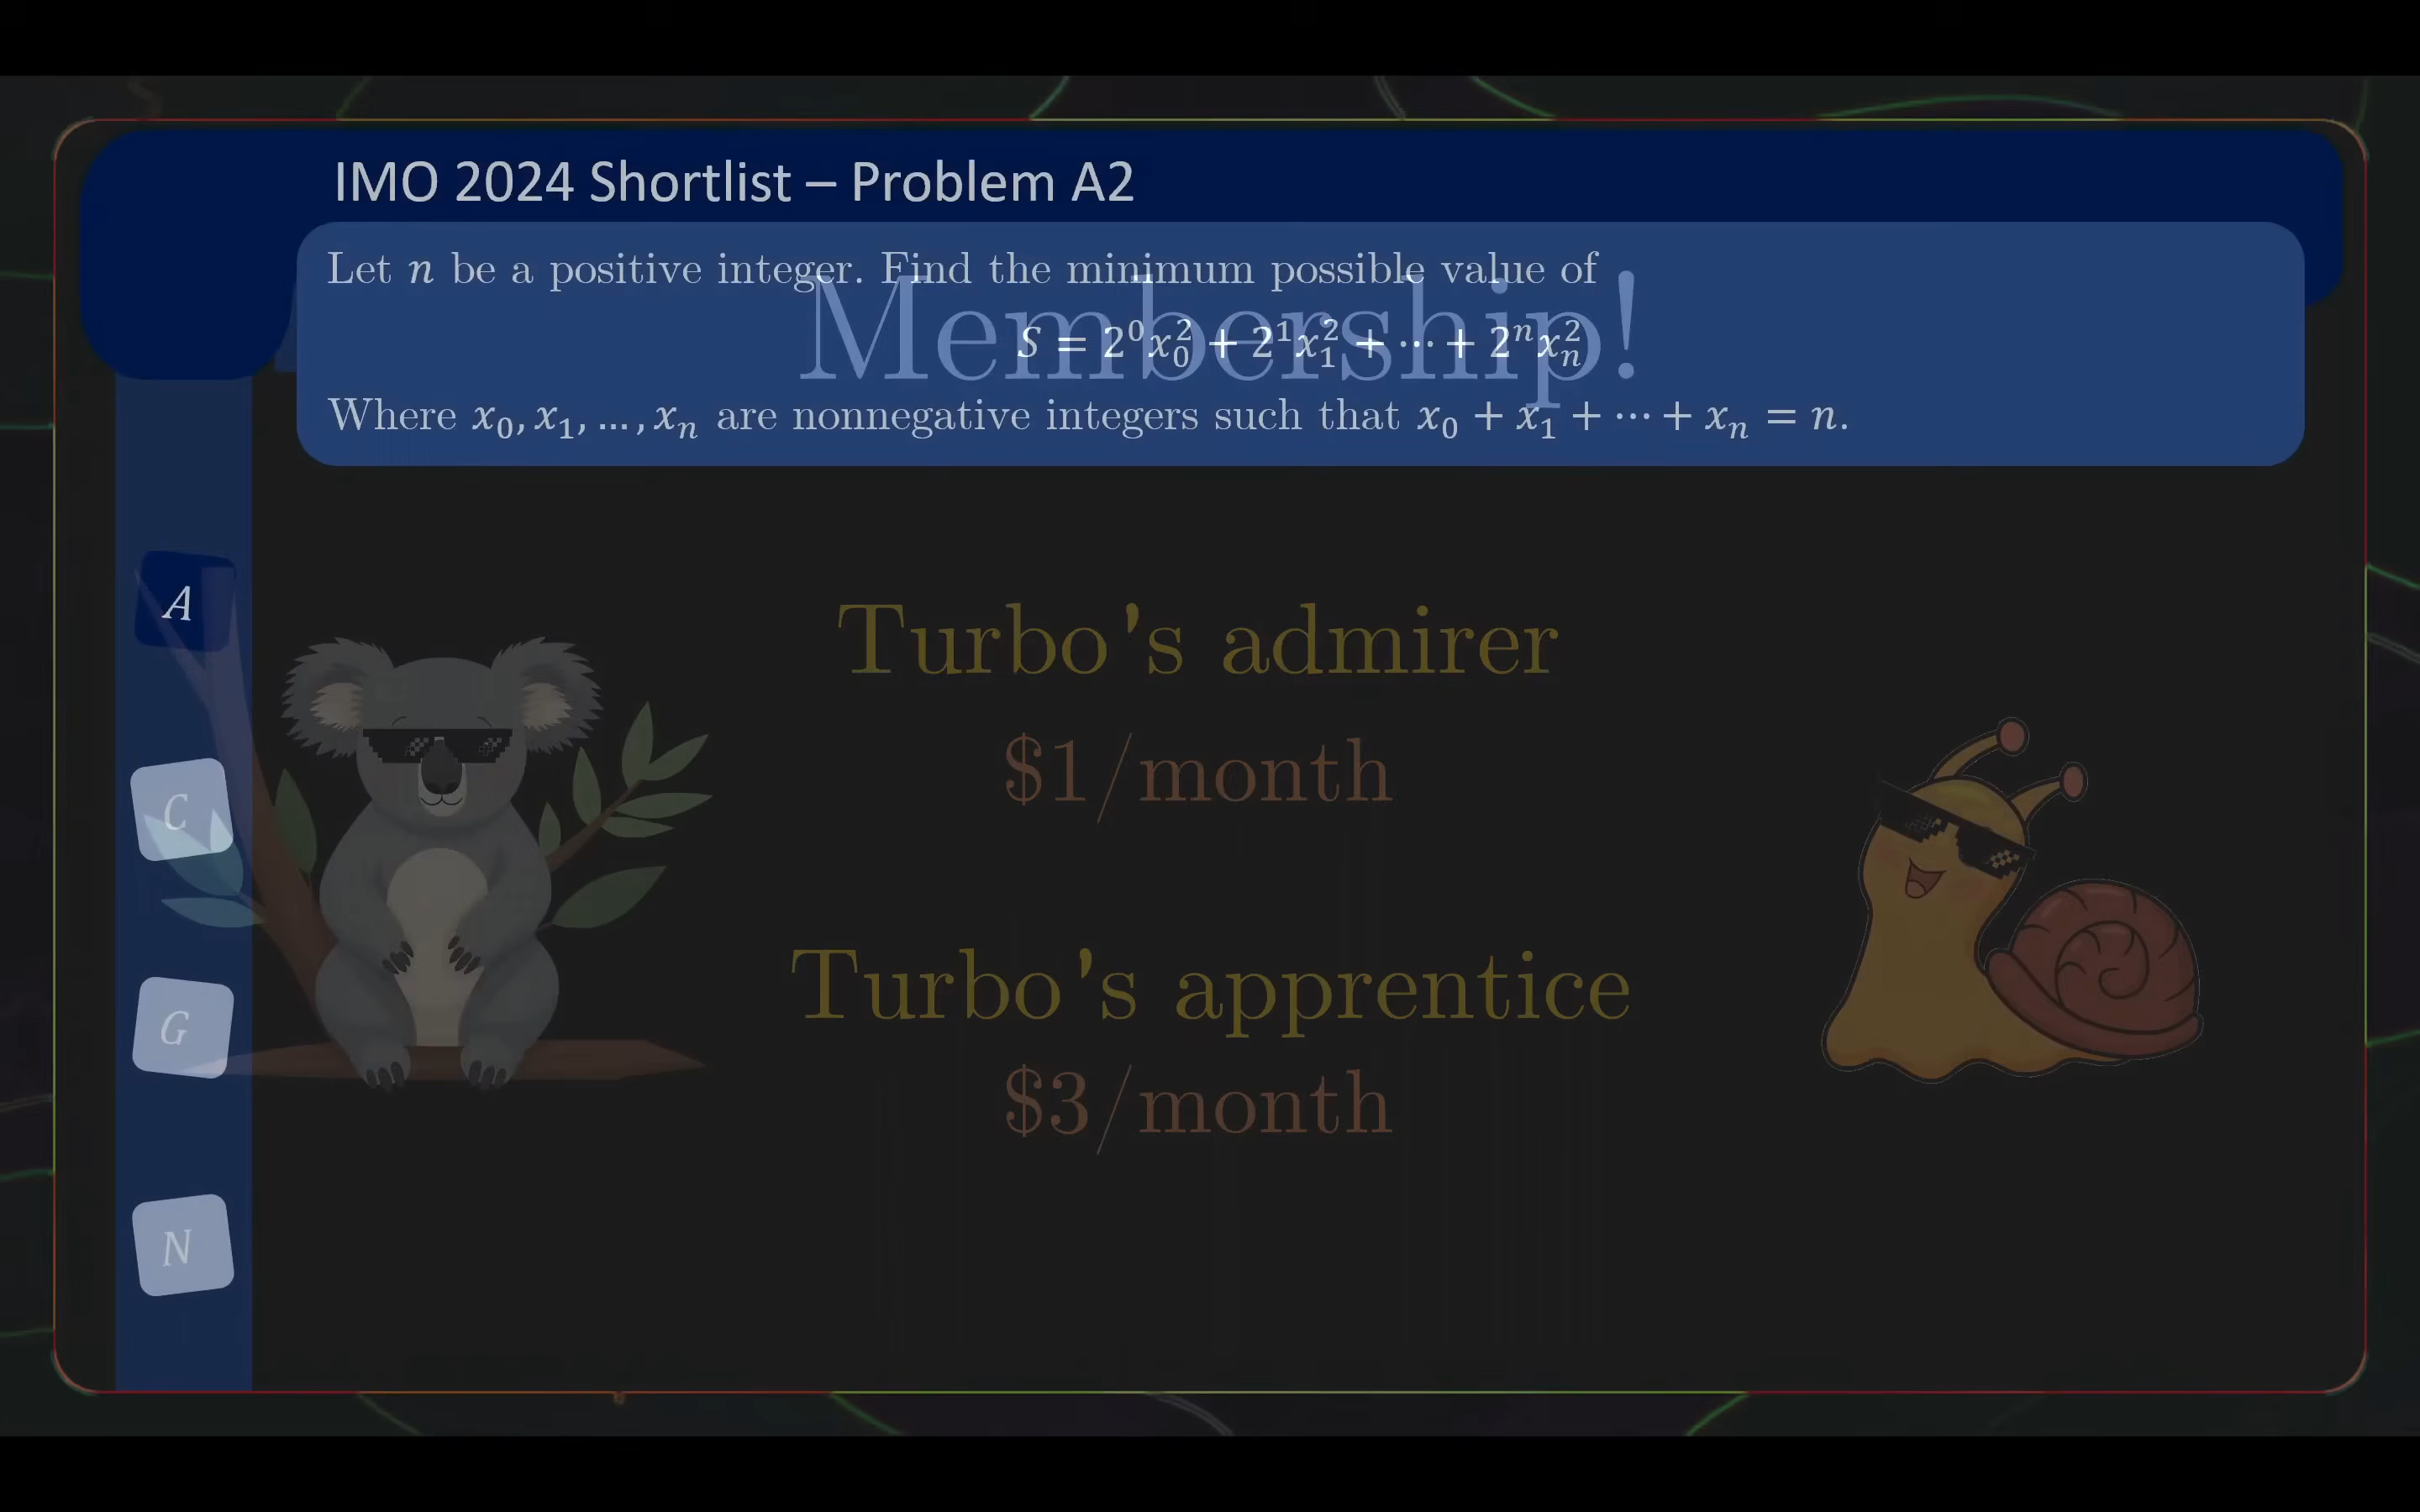 IMO 2024 Shortlist – Problem A2
Let n be a positive integer. Find the minimum possible value of
Membership!
S = 2⁰x₀² + 2¹x₁² + ⋯ + 2ⁿxₙ²
Where x₀, x₁, …, xₙ are nonnegative integers such that x₀ + x₁ + ⋯ + xₙ = n.
A
Turbo's admirer
$1/month
C
Turbo's apprentice
G
$3/month
N